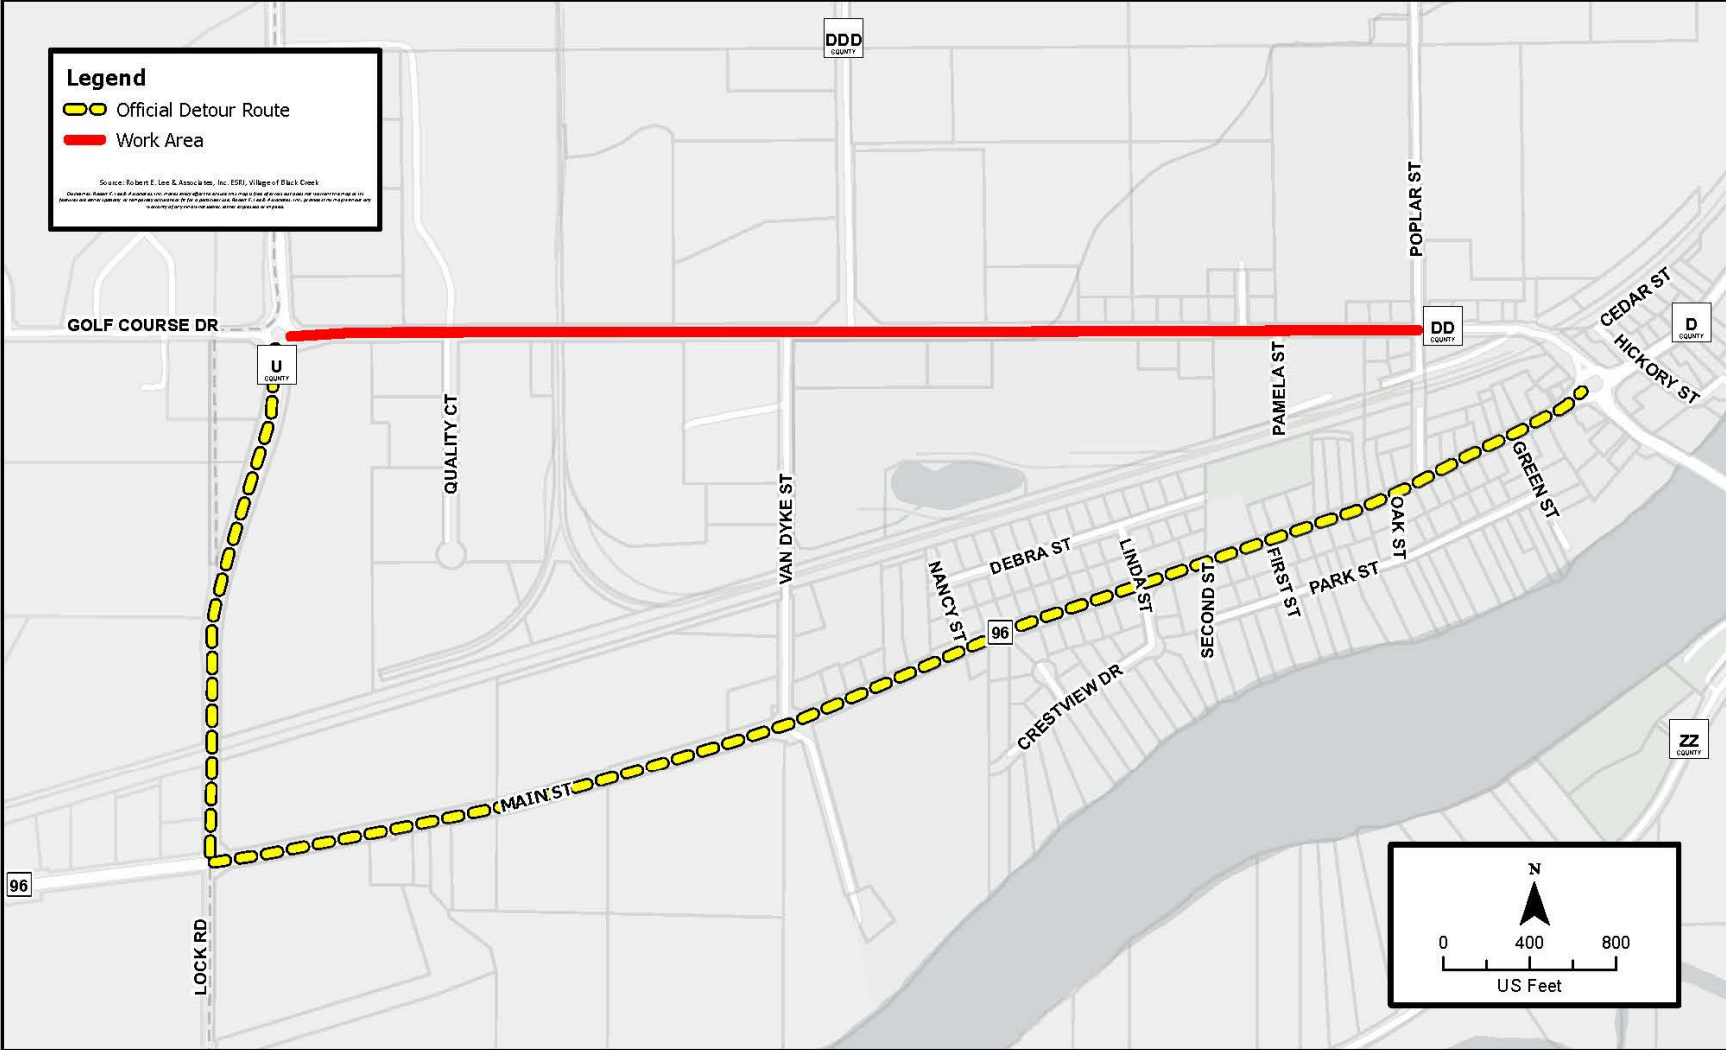 DDD
COUNTY
Legend
Official Detour Route
Work Area
Source: Robert E. Lee & Associates, Inc. ESRI, Village of Black Creek
POPLAR ST
CEDAR ST
GOLF COURSE DR
DD
COUNTY
D
COUNTY
U
COUNTY
HICKORY ST
PAMELA ST
QUALITY CT
VAN DYKE ST
GREEN ST
OAK ST
DEBRA ST
LINDA ST
NANCY ST
FIRST ST
PARK ST
SECOND ST
96
CRESTVIEW DR
ZZ
COUNTY
MAIN ST
96
LOCK RD
N
0 400 800
US Feet